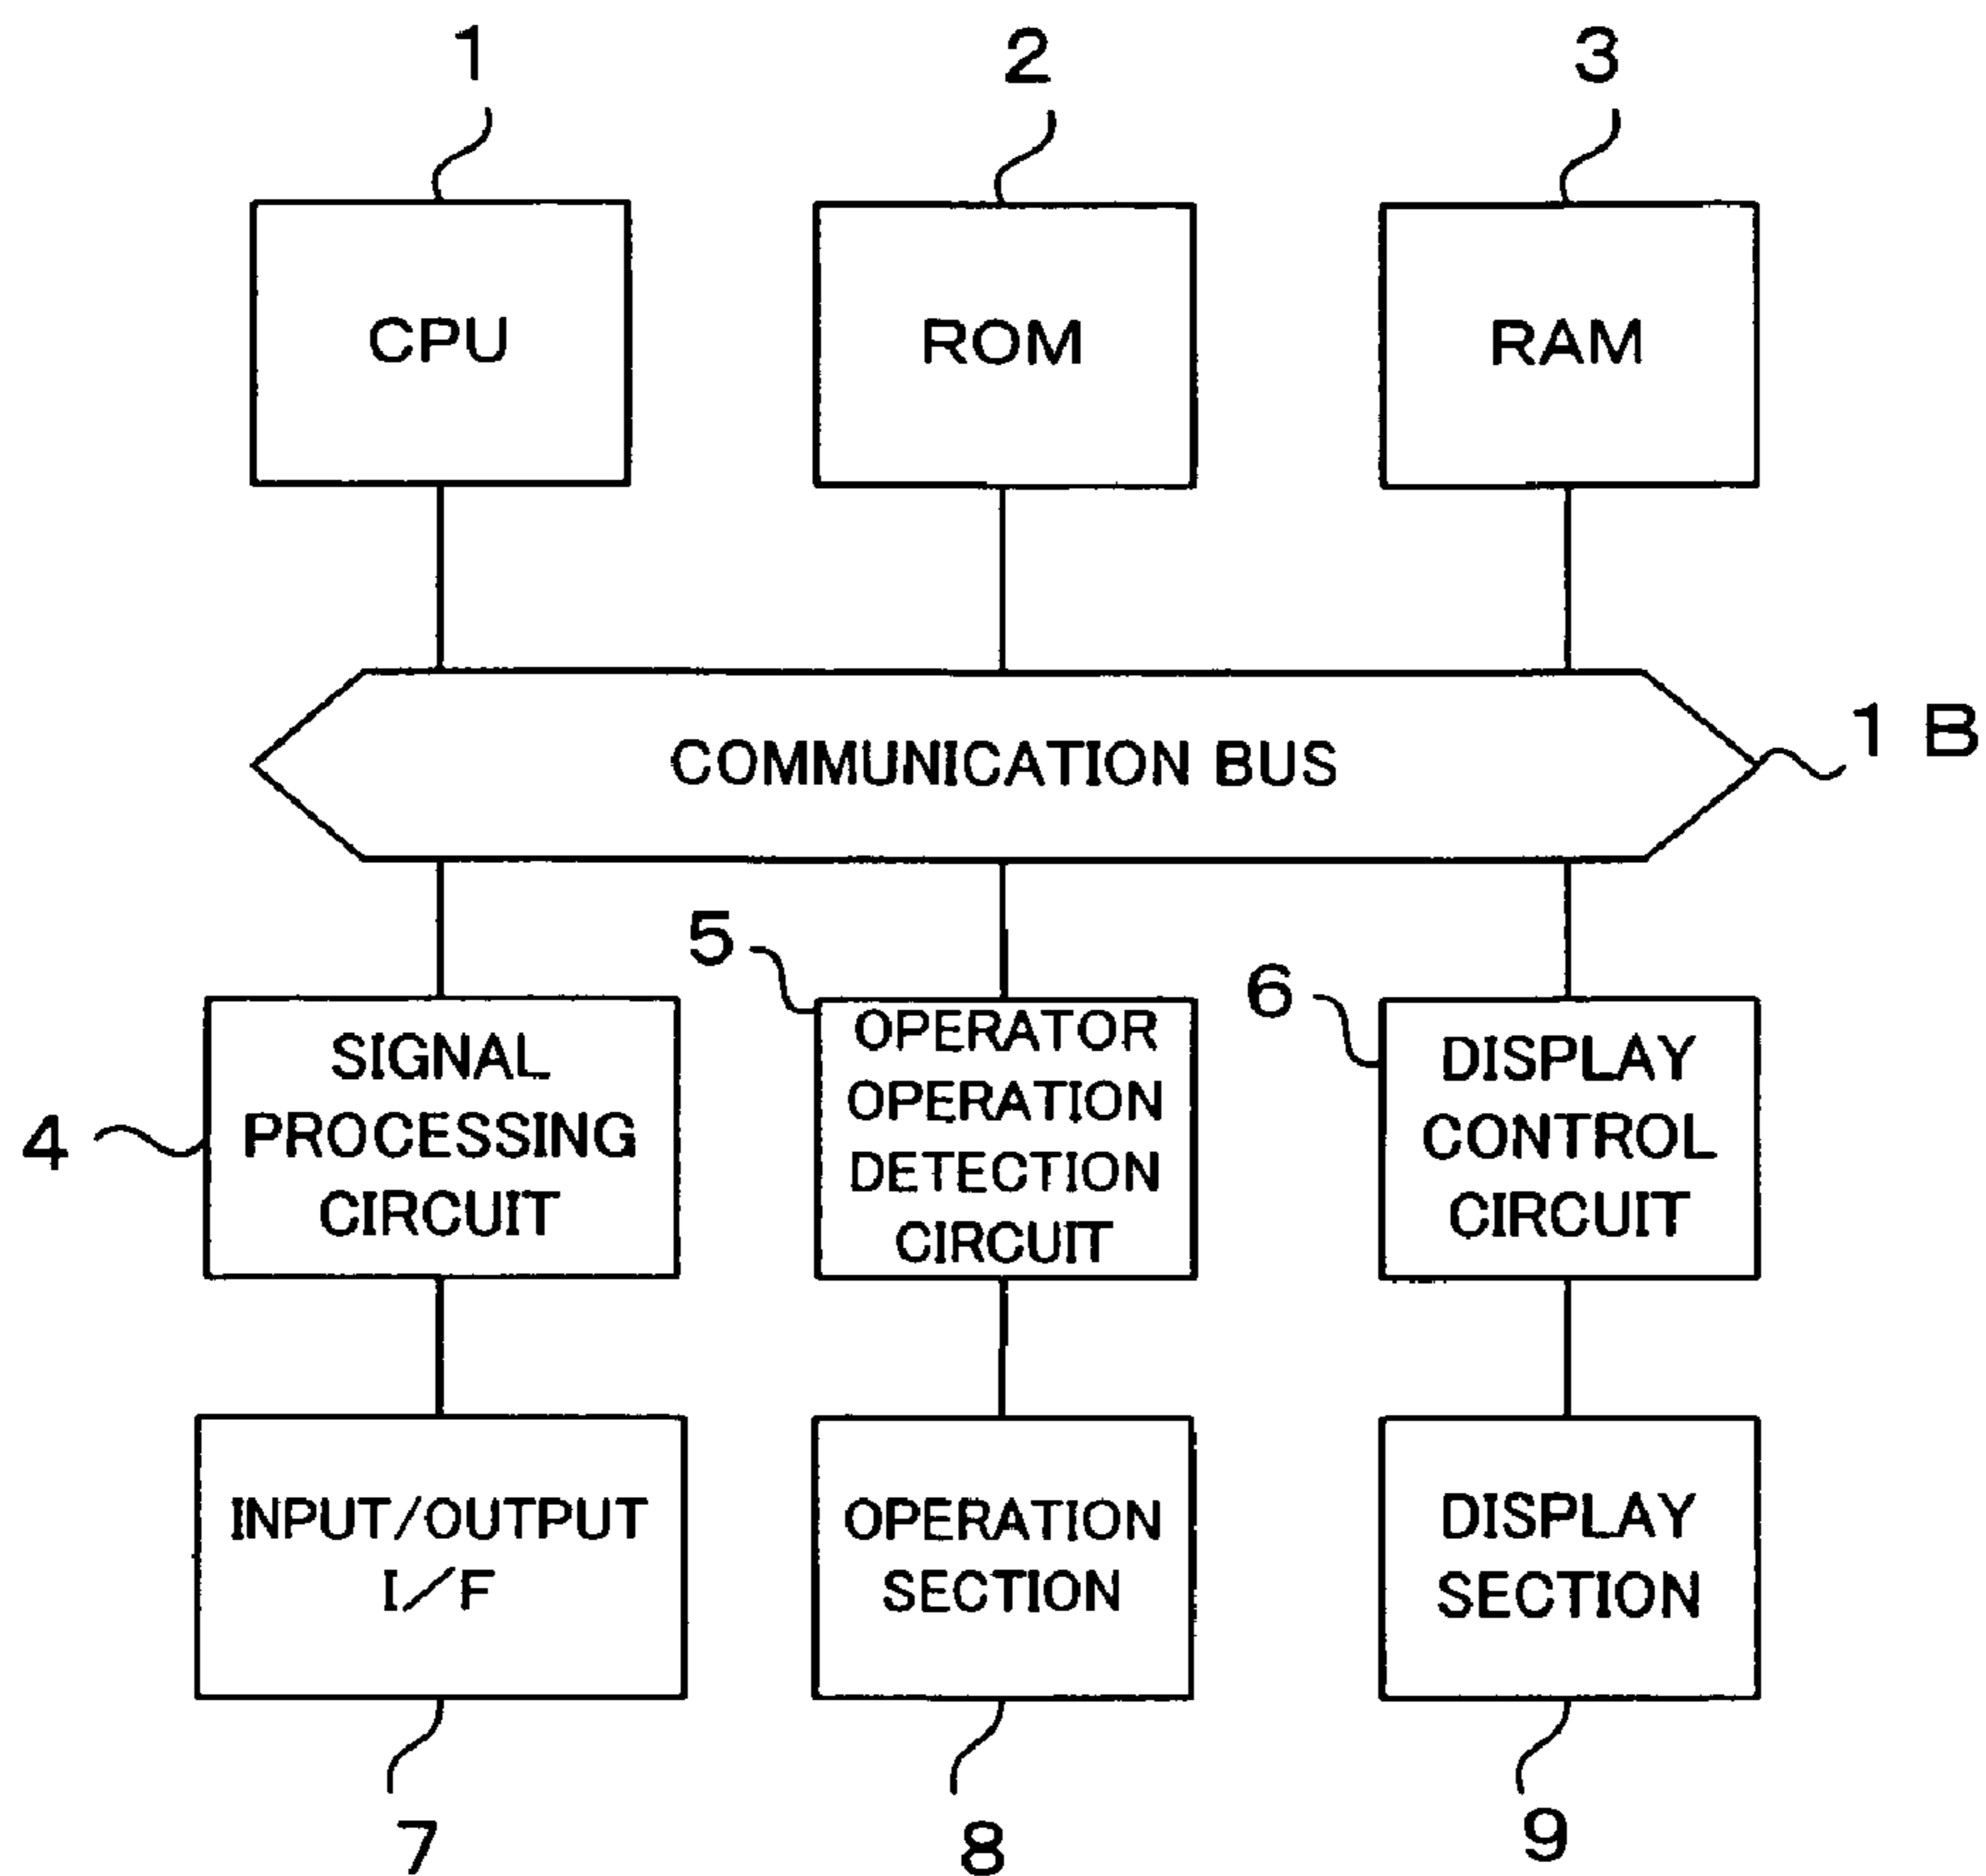 1
2
3
CPU
ROM
RAM
COMMUNICATION BUS
1B
4
SIGNAL
PROCESSING
CIRCUIT
5
OPERATOR
OPERATION
DETECTION
CIRCUIT
6
DISPLAY
CONTROL
CIRCUIT
INPUT/OUTPUT
I/F
OPERATION
SECTION
DISPLAY
SECTION
7
8
9